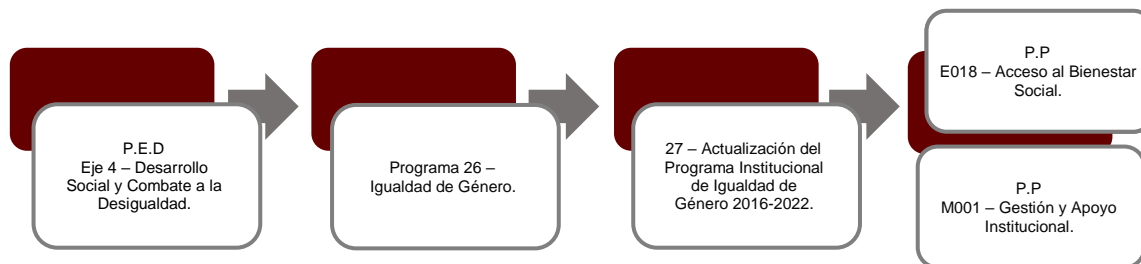 P.E.D
Eje 4 – Desarrollo
Social y Combate a la
Desigualdad.
Programa 26 –
Igualdad de Género.
27 – Actualización del
Programa Institucional
de Igualdad de
Género 2016-2022.
P.P
E018 – Acceso al Bienestar
Social.
P.P
M001 – Gestión y Apoyo
Institucional.